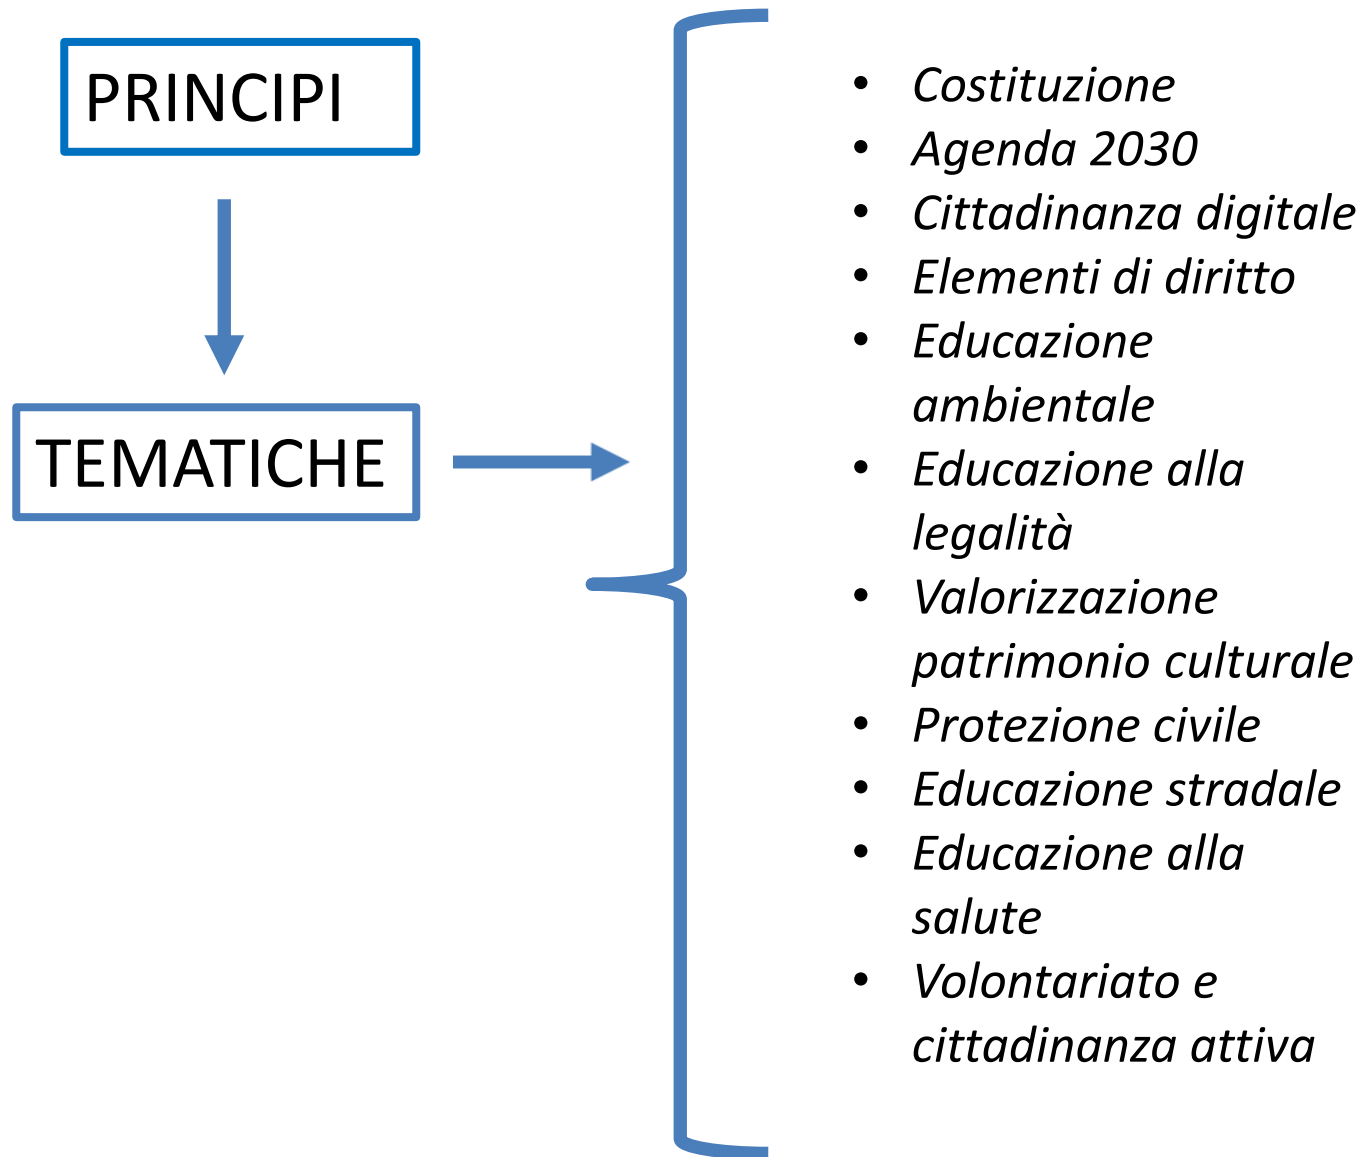 PRINCIPI
TEMATICHE
• Costituzione
• Agenda 2030
• Cittadinanza digitale
• Elementi di diritto
• Educazione
ambientale
• Educazione alla
legalità
• Valorizzazione
patrimonio culturale
• Protezione civile
• Educazione stradale
• Educazione alla
salute
• Volontariato e
cittadinanza attiva